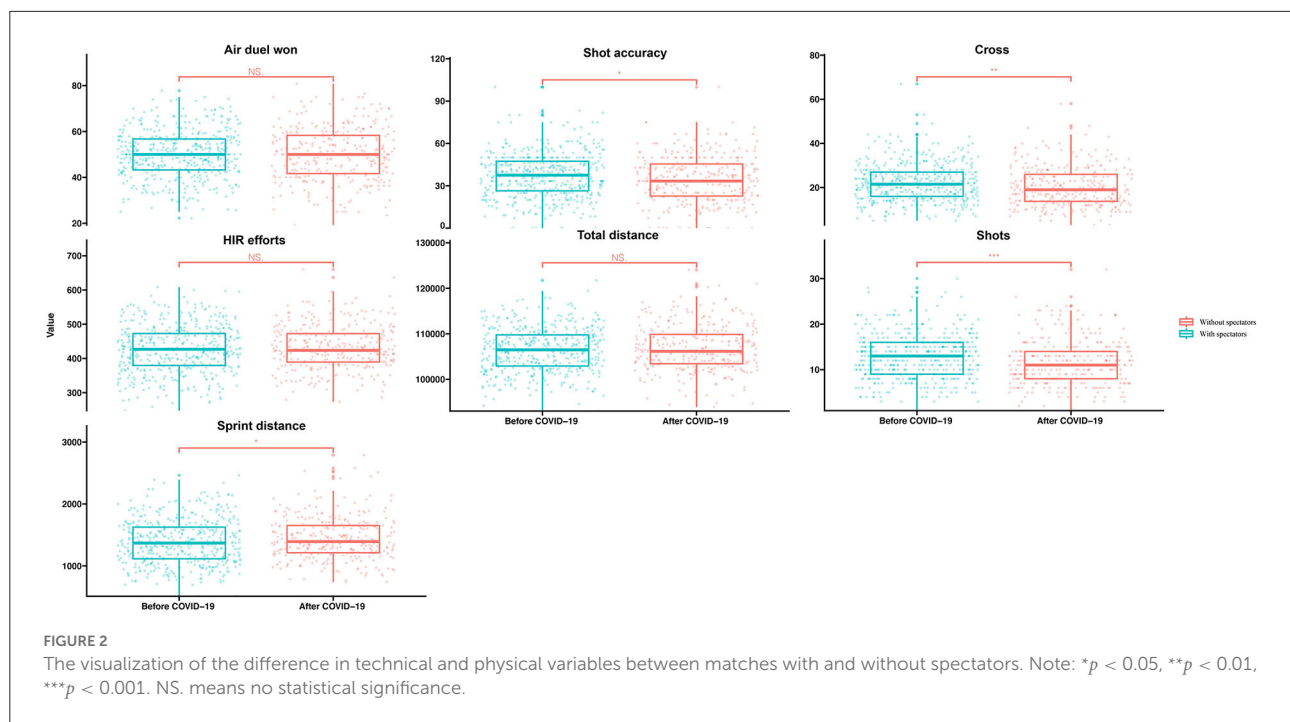 Air duel won
NS.
80
60
40
20
Shot accuracy
*
120
90
60
30
0
Cross
**
80
60
40
20
HIR efforts
NS.
700
600
500
400
300
Value
Total distance
NS.
130000
120000
110000
100000
Before COVID–19
After COVID–19
Shots
***
30
20
10
Before COVID–19
After COVID–19
Without spectators
With spectators
Sprint distance
*
3000
2000
1000
Before COVID–19
After COVID–19
FIGURE 2
The visualization of the difference in technical and physical variables between matches with and without spectators. Note: *p < 0.05, **p < 0.01,
***p < 0.001. NS. means no statistical significance.